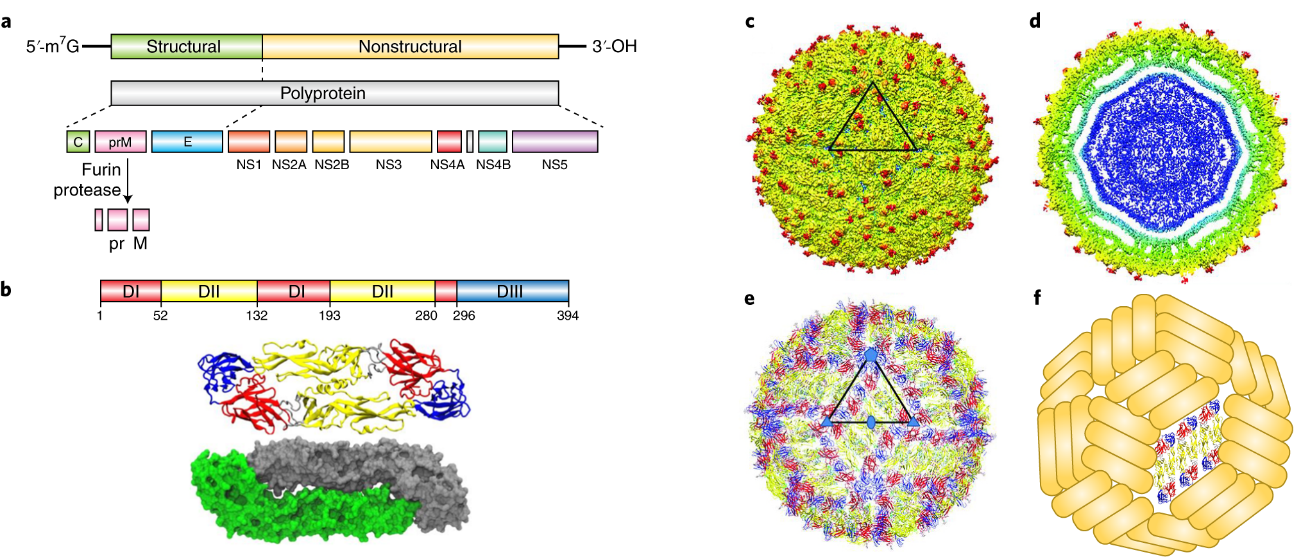 a
5′-m⁷G Structural Nonstructural 3′-OH
Polyprotein
C prM E
NS1 NS2A NS2B NS3 NS4A NS4B NS5
Furin
protease
pr M
b
DI DII DI DII DIII
1 52 132 193 280 296 394
c
d
e
f